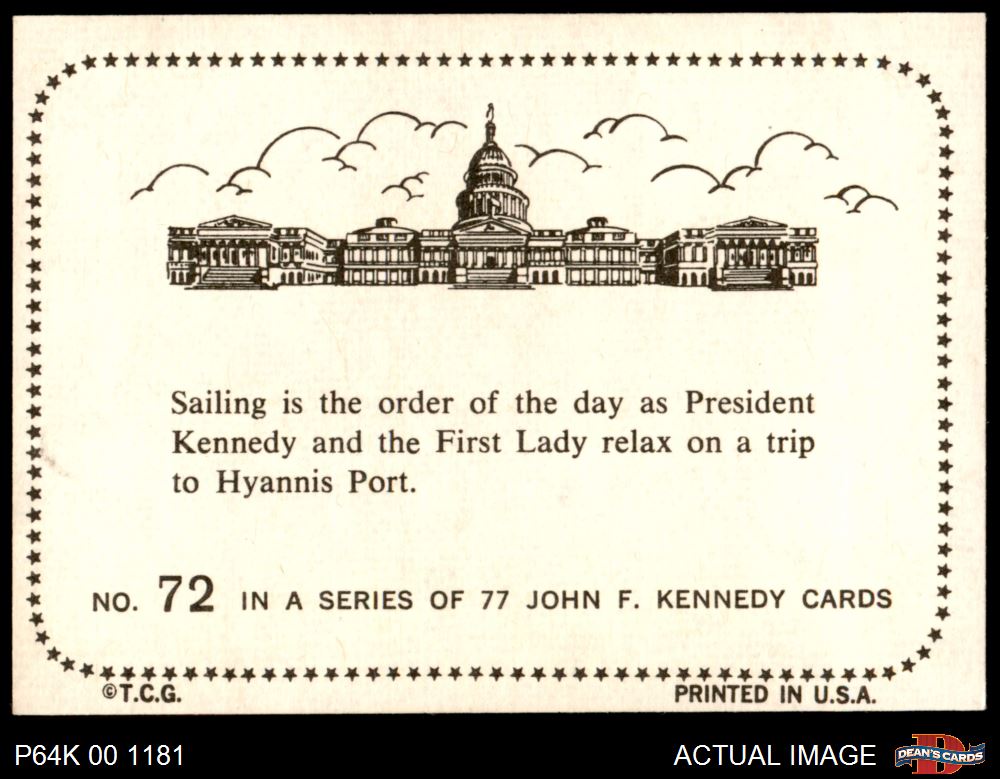 Sailing is the order of the day as President
Kennedy and the First Lady relax on a trip
to Hyannis Port.
NO. 72 IN A SERIES OF 77 JOHN F. KENNEDY CARDS
©T.C.G. PRINTED IN U.S.A.
P64K 00 1181 ACTUAL IMAGE D DEAN'S CARDS